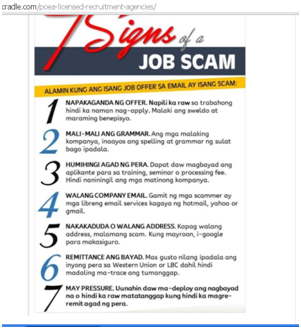 cradle.com/poea-licensed-recruitment-agencies/
7 Signs of a
JOB SCAM
ALAMIN KUNG ANG ISANG JOB OFFER SA EMAIL AY ISANG SCAM:
1 NAPAKAGANDA NG OFFER. Napili ka raw sa trabahong
hindi ka naman nag-apply. Malaki ang sweldo at
maraming benepisyo.
2 MALI-MALI ANG GRAMMAR. Ang mga malaking
kompanya, inaayos ang spelling at grammar ng sulat
bago ipadala.
3 HUMIHINGI AGAD NG PERA. Dapat daw magbayad ang
aplikante para sa training, seminar o processing fee.
Hindi naniningil ang mga matinong kompanya.
4 WALANG COMPANY EMAIL. Gamit ng mga scammer ay
mga libreng email services kagaya ng hotmail, yahoo or
gmail.
5 NAKAKADUDA O WALANG ADDRESS. Kapag walang
address, malamang scam. Kung mayroon, i-google
para makasiguro.
6 REMITTANCE ANG BAYAD. Mas gusto nilang ipadala ang
inyong pera sa Western Union or LBC dahil hindi
madaling ma-trace ang tumanggap.
7 MAY PRESSURE. Uunahin daw ma-deploy ang nagbayad
na o hindi ka raw matatanggap kung hindi ka magre-
remit agad ng pera.